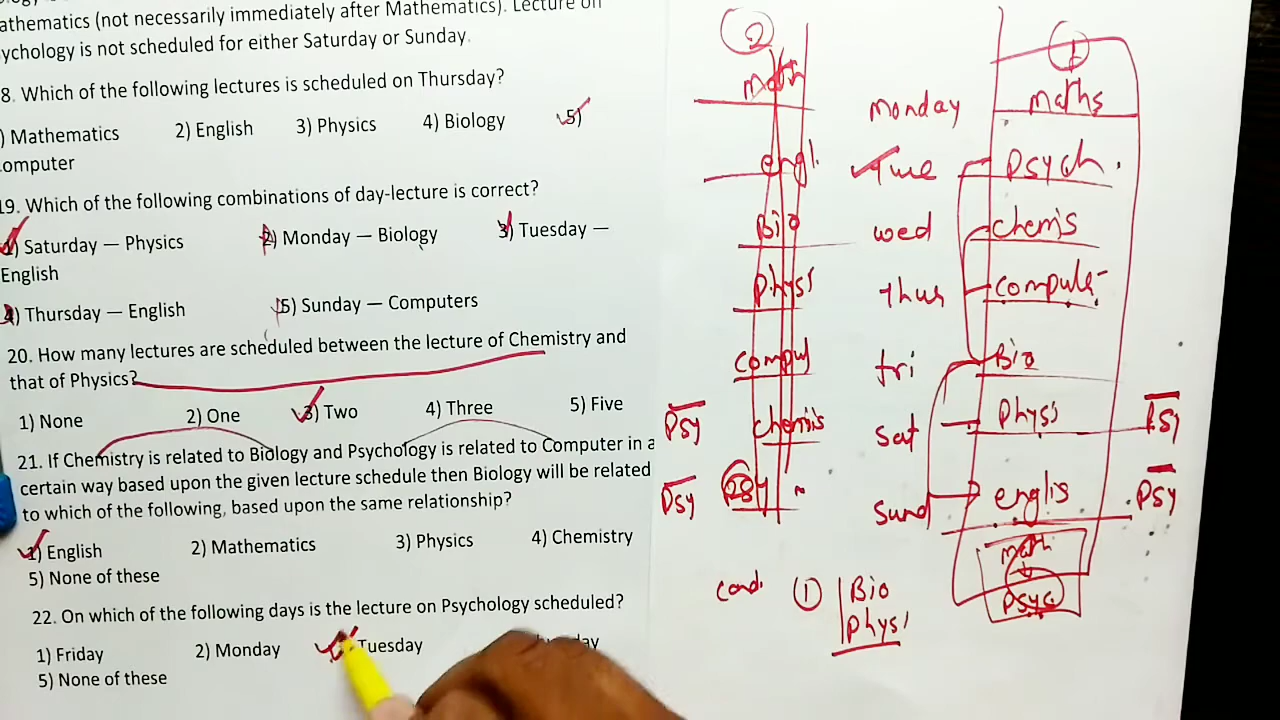 athematics (not necessarily immediately after Mathematics). Lecture on
ychology is not scheduled for either Saturday or Sunday.
8. Which of the following lectures is scheduled on Thursday?
) Mathematics 2) English 3) Physics 4) Biology 5)
omputer
19. Which of the following combinations of day-lecture is correct?
1) Saturday — Physics 2) Monday — Biology 3) Tuesday —
English
4) Thursday — English 5) Sunday — Computers
20. How many lectures are scheduled between the lecture of Chemistry and
that of Physics?
1) None 2) One 3) Two 4) Three 5) Five
21. If Chemistry is related to Biology and Psychology is related to Computer in a
certain way based upon the given lecture schedule then Biology will be related
to which of the following, based upon the same relationship?
1) English 2) Mathematics 3) Physics 4) Chemistry
5) None of these
22. On which of the following days is the lecture on Psychology scheduled?
1) Friday 2) Monday Tuesday
5) None of these
2
math
engl.
Bio
physi
comput
Psy chemis
Psy
monday
Tue
wed
thus
fri
sat
sund
1
maths
psych.
chemis
compute
Bio
physi Psy
englis Psy
math
psyc
cond. 1 Bio
physi